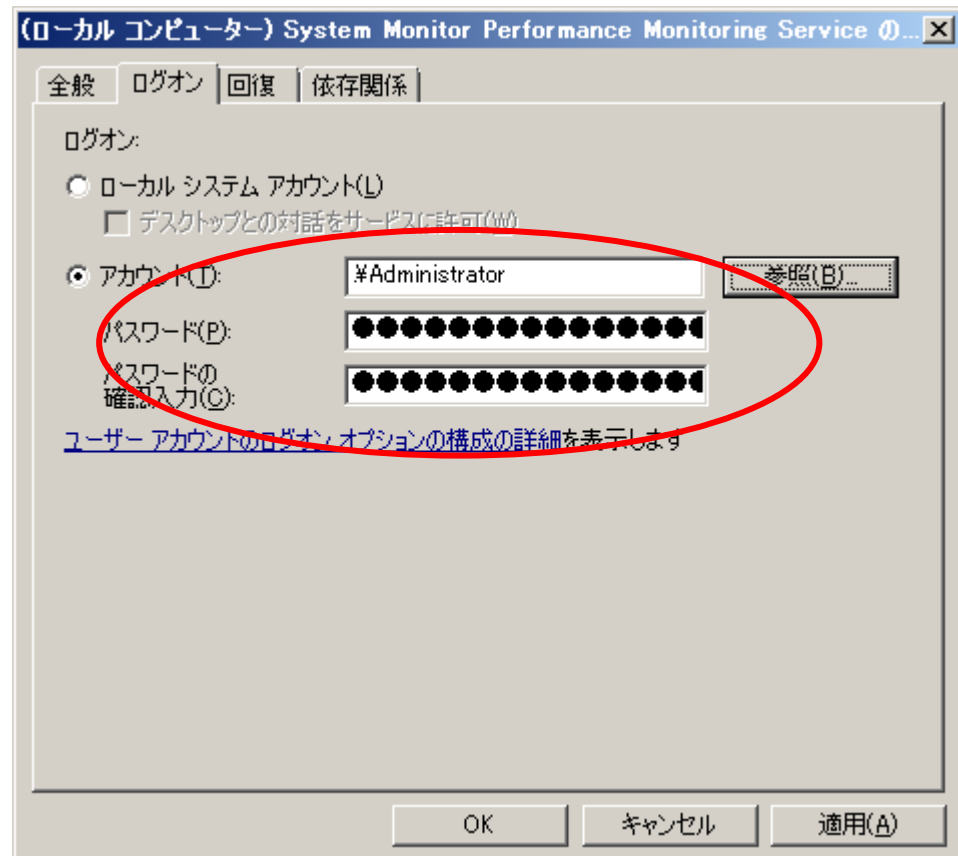 (ローカル コンピューター) System Monitor Performance Monitoring Service の...
全般 ログオン 回復 依存関係
ログオン:
ローカル システム アカウント(L)
デスクトップとの対話をサービスに許可(W)
アカウント(T): .¥Administrator 参照(B)...
パスワード(P): ●●●●●●●●●●●●●●●
パスワードの
確認入力(C): ●●●●●●●●●●●●●●●
ユーザー アカウントのログオン オプションの構成の詳細を表示します
OK キャンセル 適用(A)